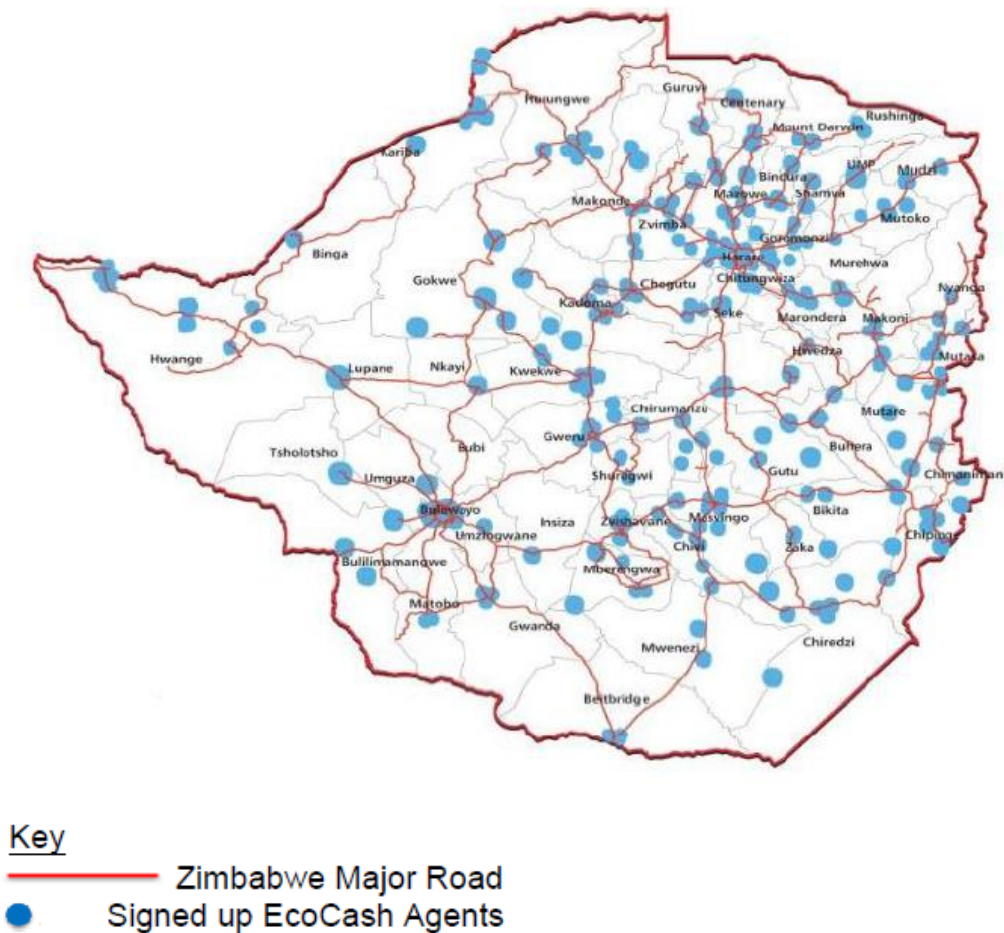 Guruve
Hurungwe
Centenary
Rushinga
Mount Darwin
Kariba
Bindura
UMP
Mudzi
Mazowe
Shamva
Makonde
Zvimba
Mutoko
Goromonzi
Binga
Harare
Murehwa
Gokwe
Chegutu
Chitungwiza
Nyanga
Kadoma
Seke
Marondera
Makoni
Hwange
Hwedza
Mutasa
Lupane
Nkayi
Kwekwe
Chirumanzu
Mutare
Gweru
Buhera
Tsholotsho
Bubi
Umguza
Shurugwi
Gutu
Chimaniman
Bulawayo
Insiza
Zvishavane
Masvingo
Bikita
Umzingwane
Chivi
Zaka
Chipinge
Bulilimamangwe
Mberengwa
Matobo
Gwanda
Mwenezi
Chiredzi
Beitbridge
Key
Zimbabwe Major Road
Signed up EcoCash Agents